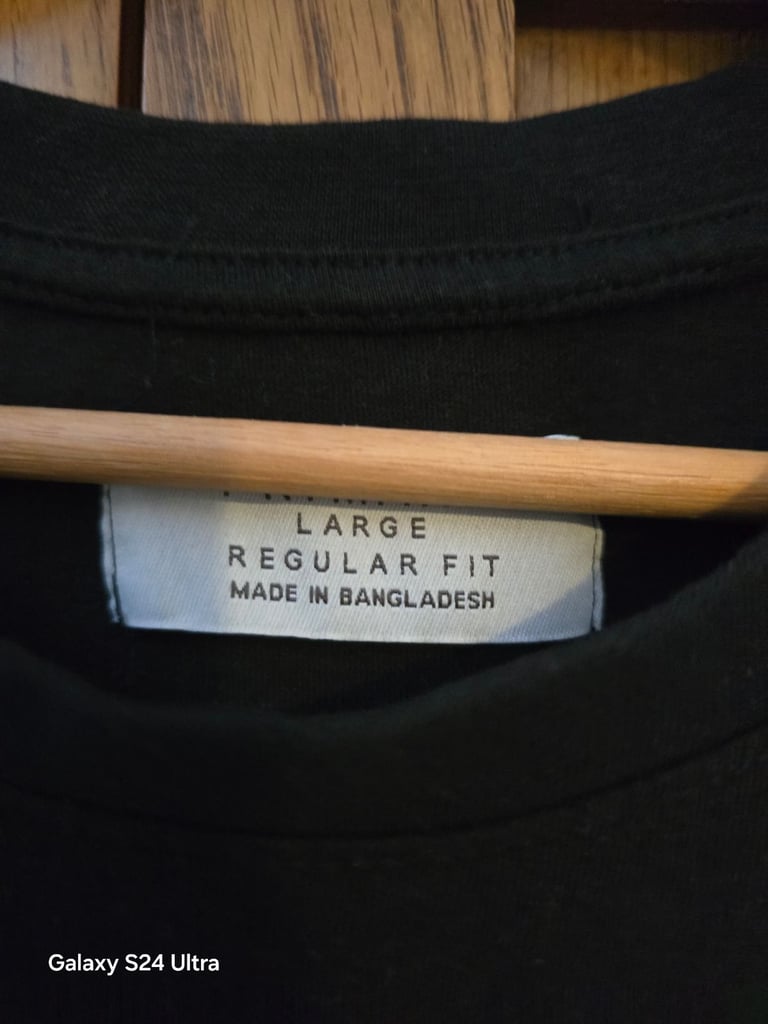 LARGE
REGULAR FIT
MADE IN BANGLADESH
Galaxy S24 Ultra